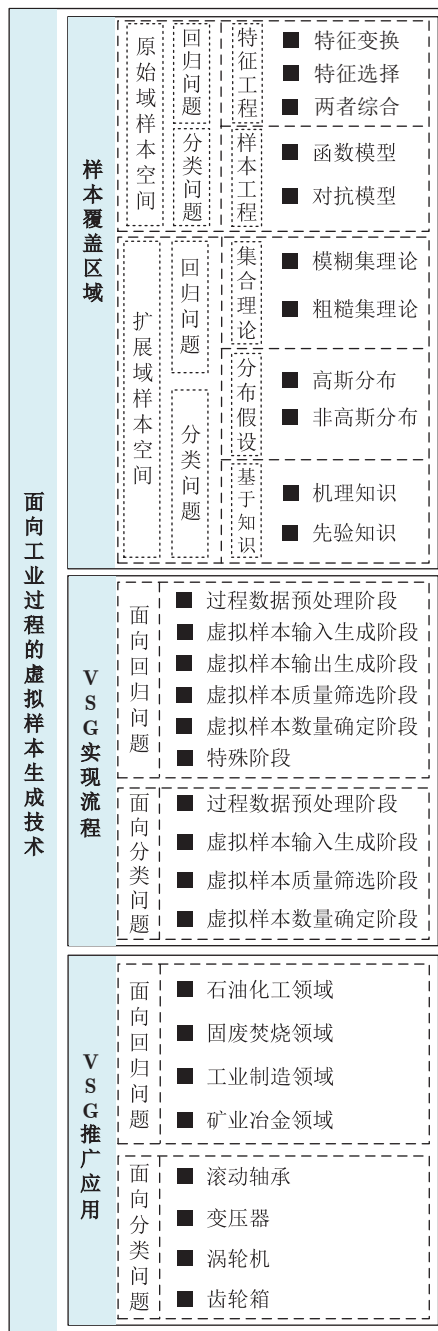 面向工业过程的虚拟样本生成技术
样本覆盖区域
原始域样本空间
回归问题
分类问题
特征工程
特征变换
特征选择
两者综合
样本工程
函数模型
对抗模型
扩展域样本空间
回归问题
分类问题
集合理论
模糊集理论
粗糙集理论
分布假设
高斯分布
非高斯分布
基于知识
机理知识
先验知识
VSG实现流程
面向回归问题
过程数据预处理阶段
虚拟样本输入生成阶段
虚拟样本输出生成阶段
虚拟样本质量筛选阶段
虚拟样本数量确定阶段
特殊阶段
面向分类问题
过程数据预处理阶段
虚拟样本输入生成阶段
虚拟样本质量筛选阶段
虚拟样本数量确定阶段
VSG推广应用
面向回归问题
石油化工领域
固废焚烧领域
工业制造领域
矿业冶金领域
面向分类问题
滚动轴承
变压器
涡轮机
齿轮箱